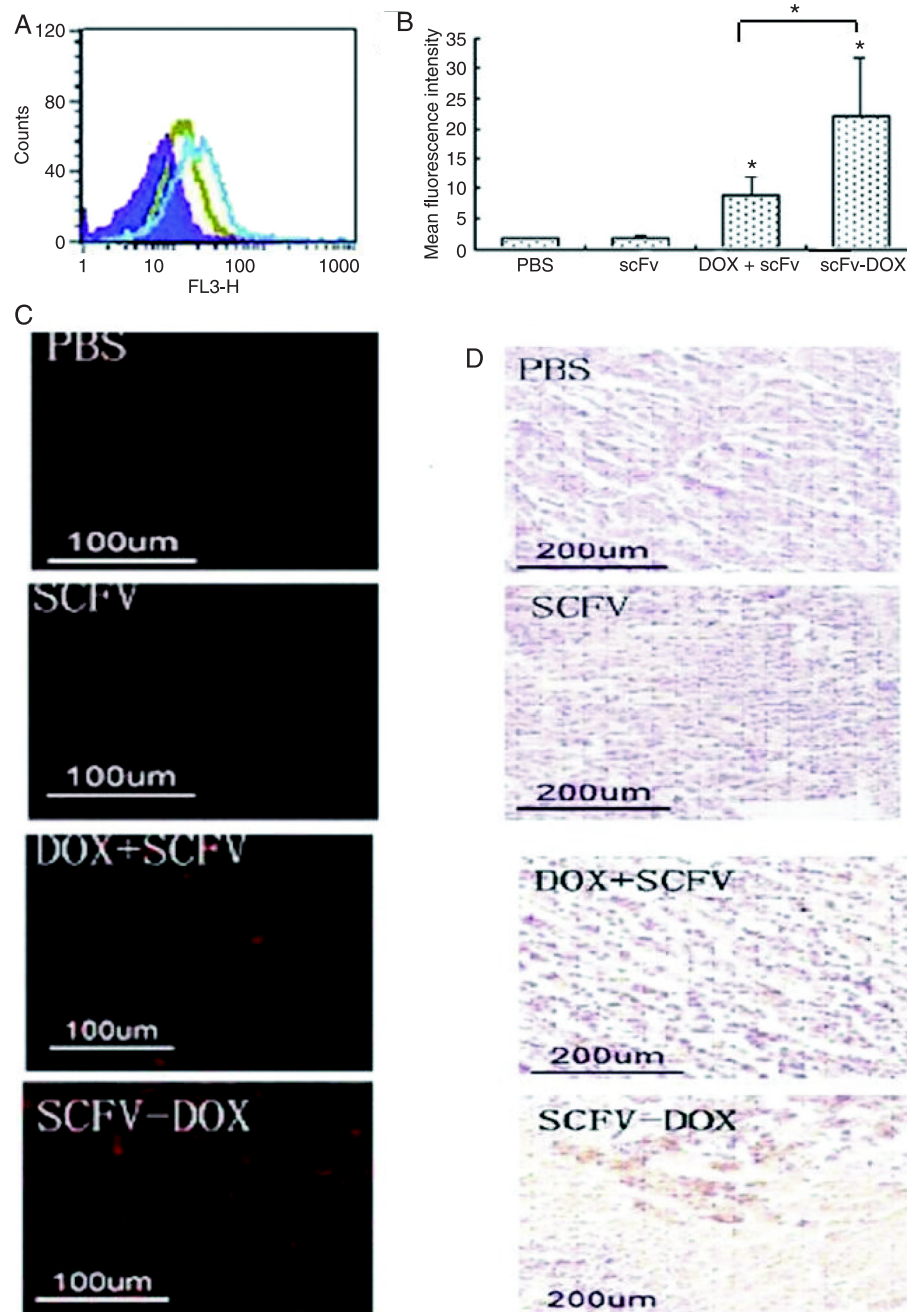 A
120
80
40
0
Counts
1 10 100 1000
FL3-H
B
*
35
30
25
20
15
10
5
0
Mean fluorescence intensity
*
*
PBS scFv DOX + scFv scFv-DOX
C
PBS
100um
SCFV
100um
DOX+SCFV
100um
SCFV-DOX
100um
D
PBS
200um
SCFV
200um
DOX+SCFV
200um
SCFV-DOX
200um